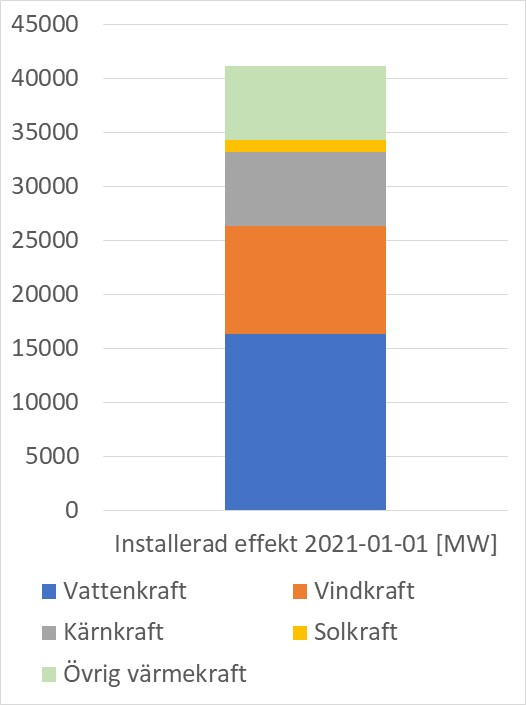 45000
40000
35000
30000
25000
20000
15000
10000
5000
0
Installerad effekt 2021-01-01 [MW]
Vattenkraft Vindkraft
Kärnkraft Solkraft
Övrig värmekraft